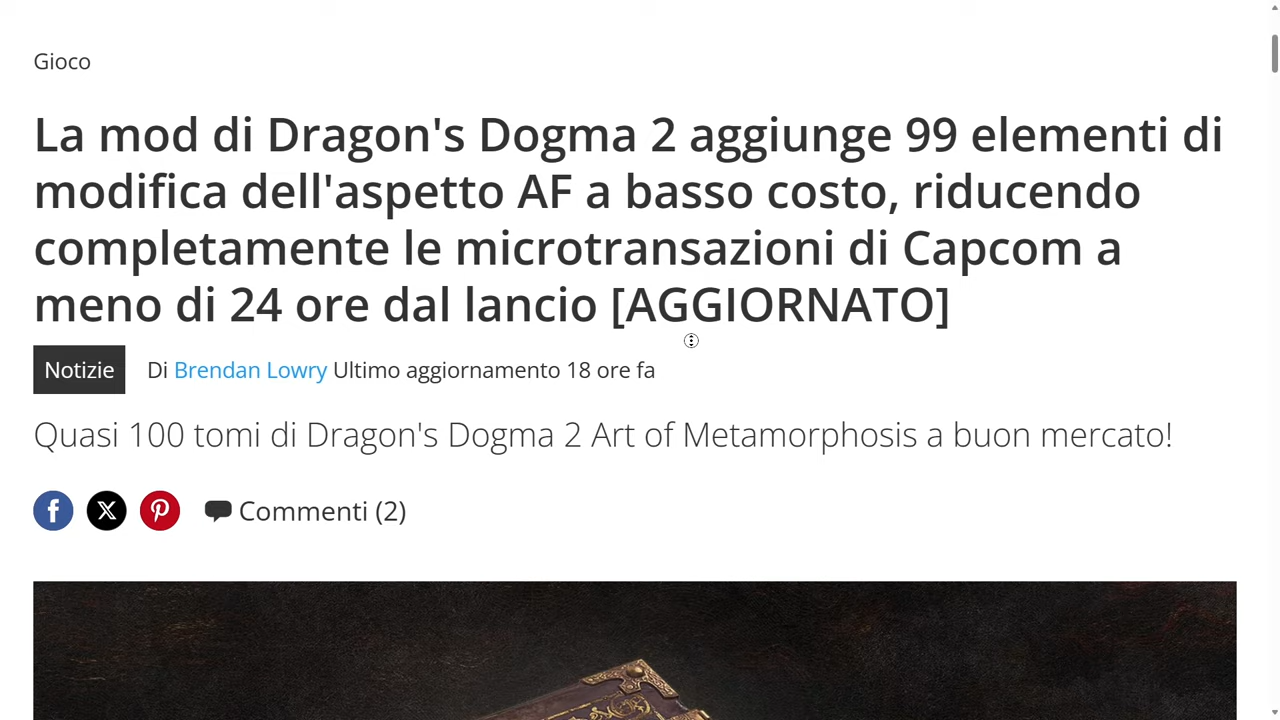 Gioco
La mod di Dragon's Dogma 2 aggiunge 99 elementi di
modifica dell'aspetto AF a basso costo, riducendo
completamente le microtransazioni di Capcom a
meno di 24 ore dal lancio [AGGIORNATO]
Notizie Di Brendan Lowry Ultimo aggiornamento 18 ore fa
Quasi 100 tomi di Dragon's Dogma 2 Art of Metamorphosis a buon mercato!
Commenti (2)